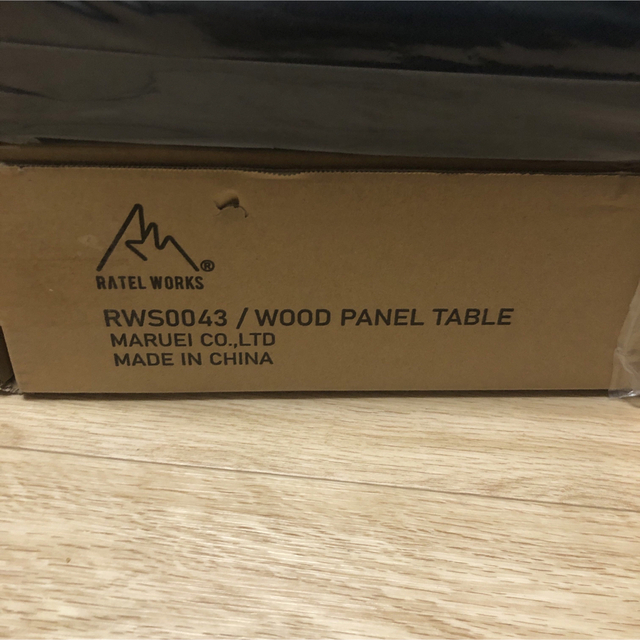 RATEL WORKS®
RWS0043 / WOOD PANEL TABLE
MARUEI CO.,LTD
MADE IN CHINA